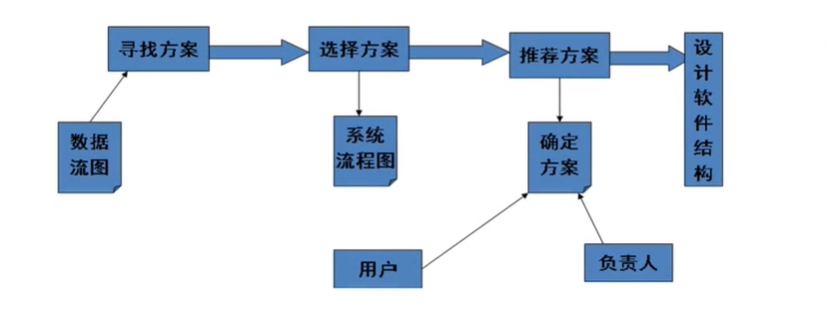 寻找方案
选择方案
推荐方案
设
计
软
件
结
构
数据
流图
系统
流程图
确定
方案
用户
负责人